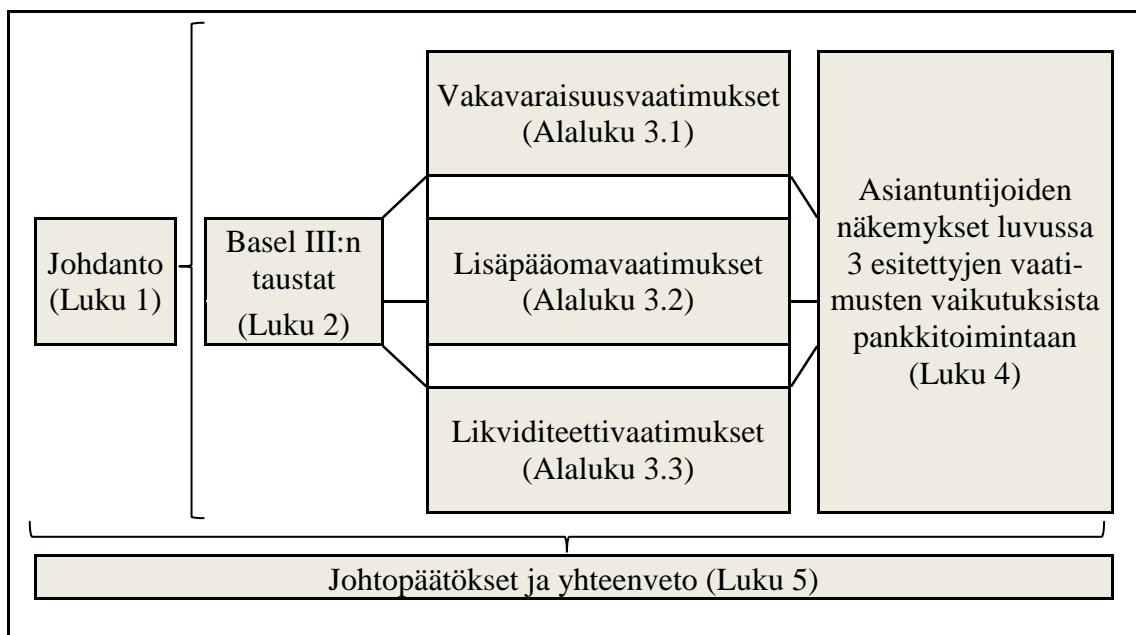 Johdanto
(Luku 1)
Basel III:n
taustat
(Luku 2)
Vakavaraisuusvaatimukset
(Alaluku 3.1)
Lisäpääomavaatimukset
(Alaluku 3.2)
Likviditeettivaatimukset
(Alaluku 3.3)
Asiantuntijoiden
näkemykset luvussa
3 esitettyjen vaati-
musten vaikutuksista
pankkitoimintaan
(Luku 4)
Johtopäätökset ja yhteenveto (Luku 5)